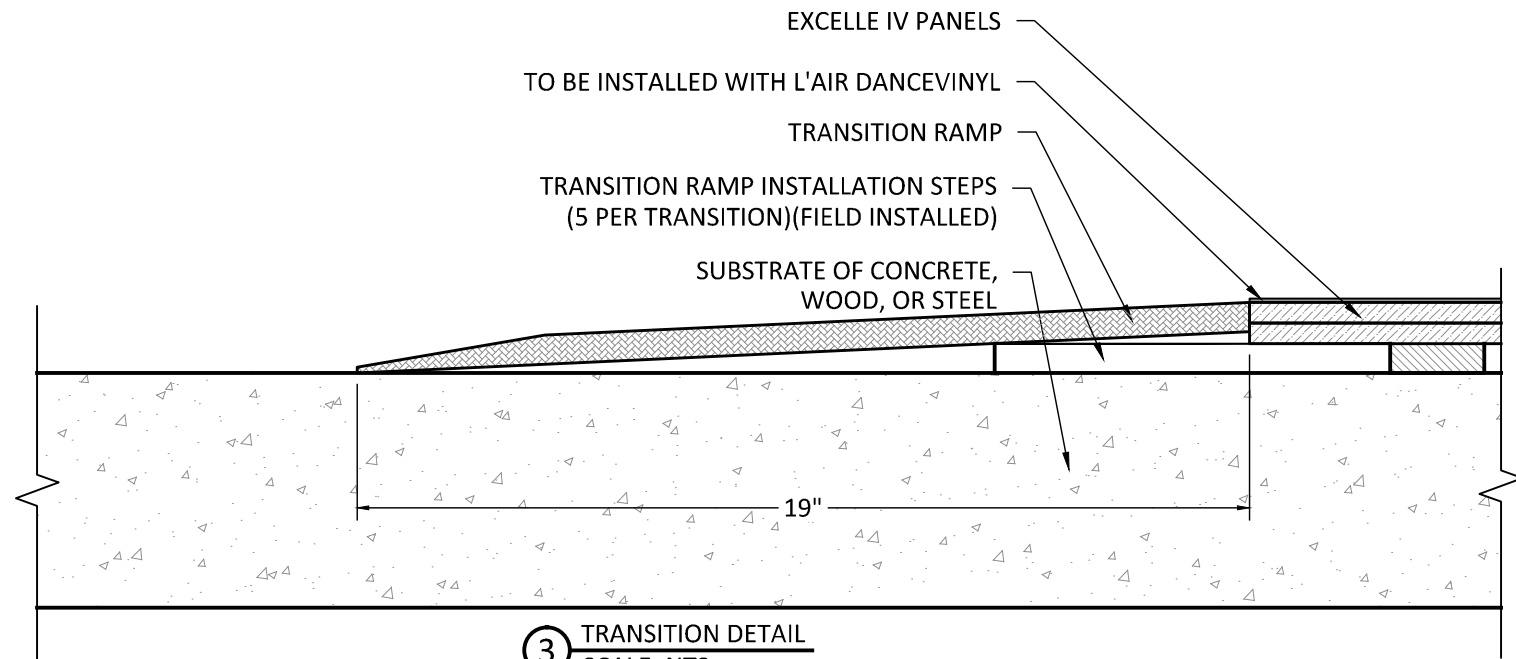 EXCELLE IV PANELS
TO BE INSTALLED WITH L'AIR DANCEVINYL
TRANSITION RAMP
TRANSITION RAMP INSTALLATION STEPS
(5 PER TRANSITION)(FIELD INSTALLED)
SUBSTRATE OF CONCRETE,
WOOD, OR STEEL
19"
3 TRANSITION DETAIL